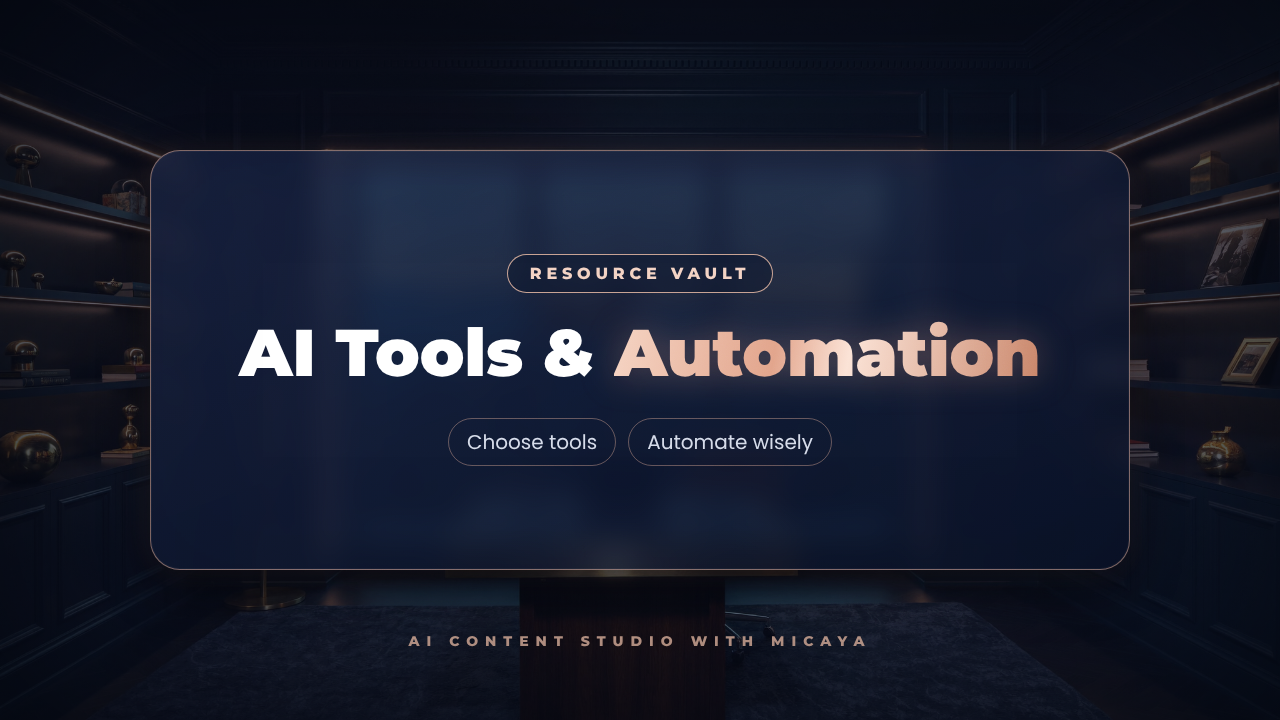 RESOURCE VAULT
AI Tools & Automation
Choose tools
Automate wisely
AI CONTENT STUDIO WITH MICAYA